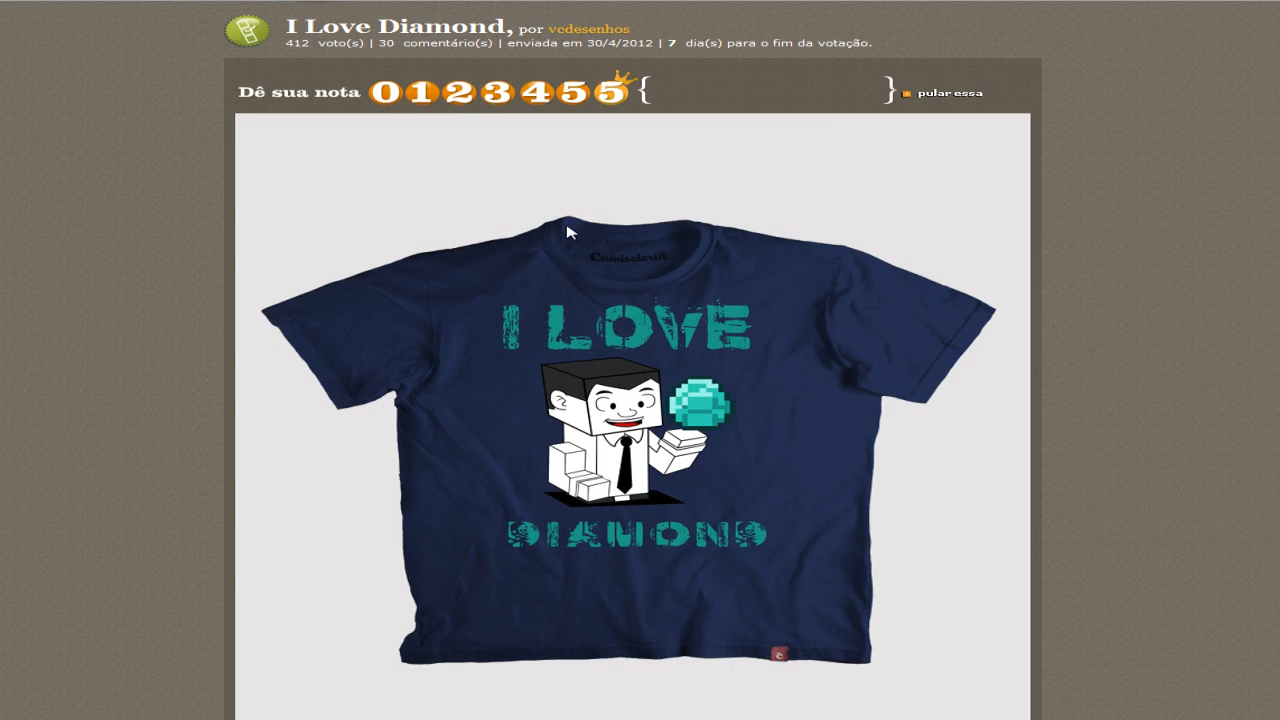 I Love Diamond, por vcdesenhos
412 voto(s) | 30 comentário(s) | enviada em 30/4/2012 | 7 dia(s) para o fim da votação.
Dê sua nota 0 1 2 3 4 5 5 { } pular essa
Camiseteria
I LOVE
DIAMOND